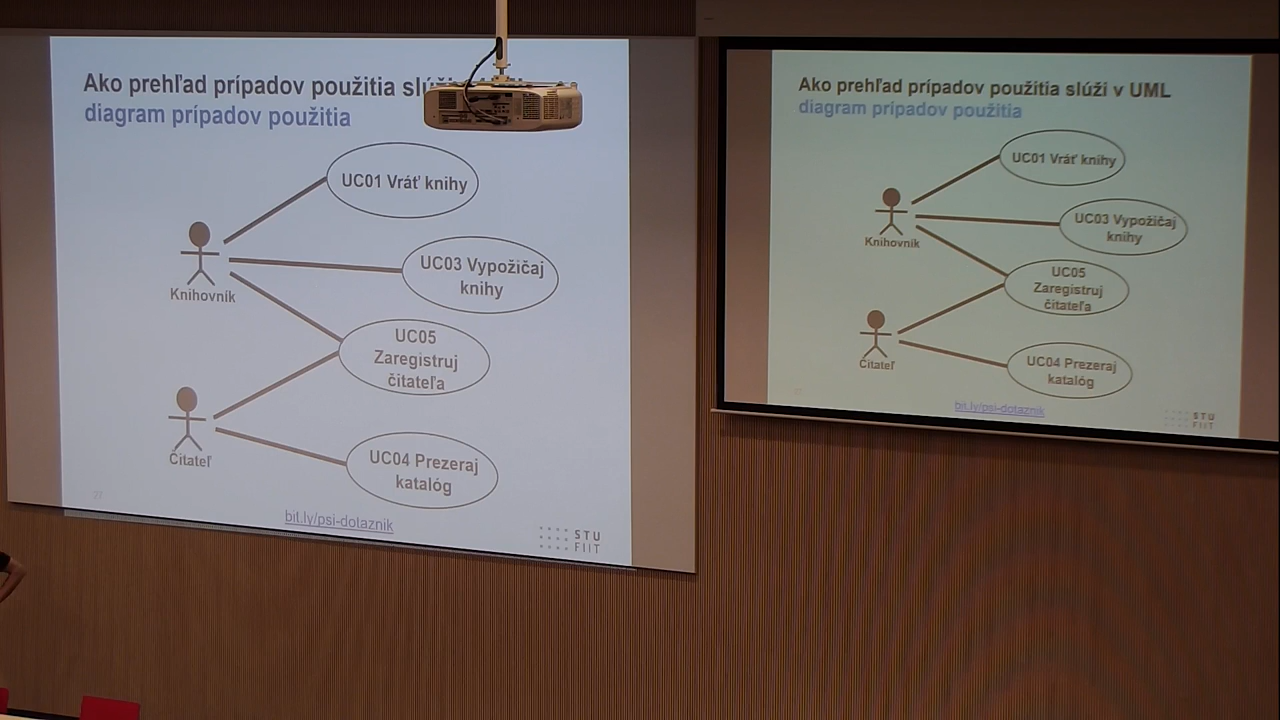 Ako prehľad prípadov použitia slúži
diagram prípadov použitia
UC01 Vráť knihy
UC03 Vypožičaj
knihy
Knihovník
UC05
Zaregistruj
čitateľa
Čitateľ
UC04 Prezeraj
katalóg
27
bit.ly/psi-dotaznik
STU
FIIT
Ako prehľad prípadov použitia slúži v UML
diagram prípadov použitia
UC01 Vráť knihy
UC03 Vypožičaj
knihy
Knihovník
UC05
Zaregistruj
čitateľa
Čitateľ
UC04 Prezeraj
katalóg
bit.ly/psi-dotaznik
STU
FIIT